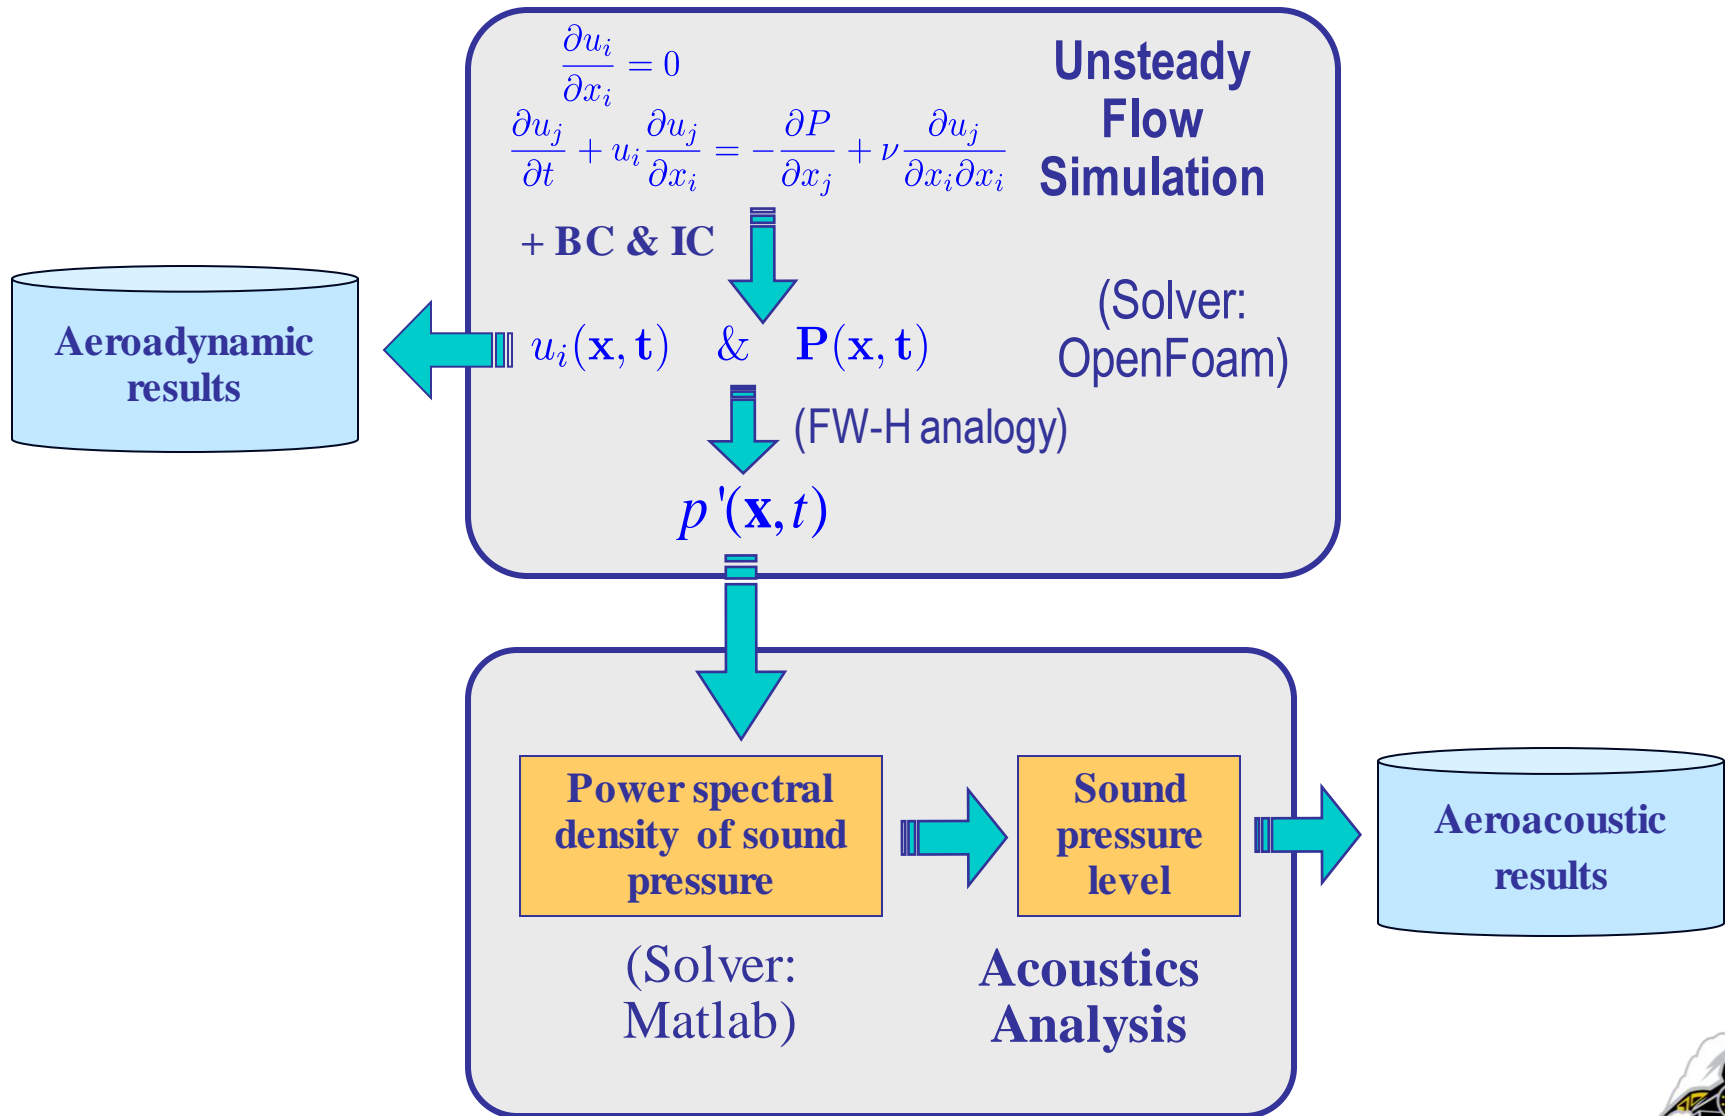 ∂u_i/∂x_i = 0
∂u_j/∂t + u_i ∂u_j/∂x_i = −∂P/∂x_j + ν ∂u_j/∂x_i∂x_i
Unsteady
Flow
Simulation
+ BC & IC
(Solver:
OpenFoam)
Aeroadynamic
results
u_i(x, t) & P(x, t)
(FW-H analogy)
p'(x,t)
Power spectral
density of sound
pressure
Sound
pressure
level
Aeroacoustic
results
(Solver:
Matlab)
Acoustics
Analysis